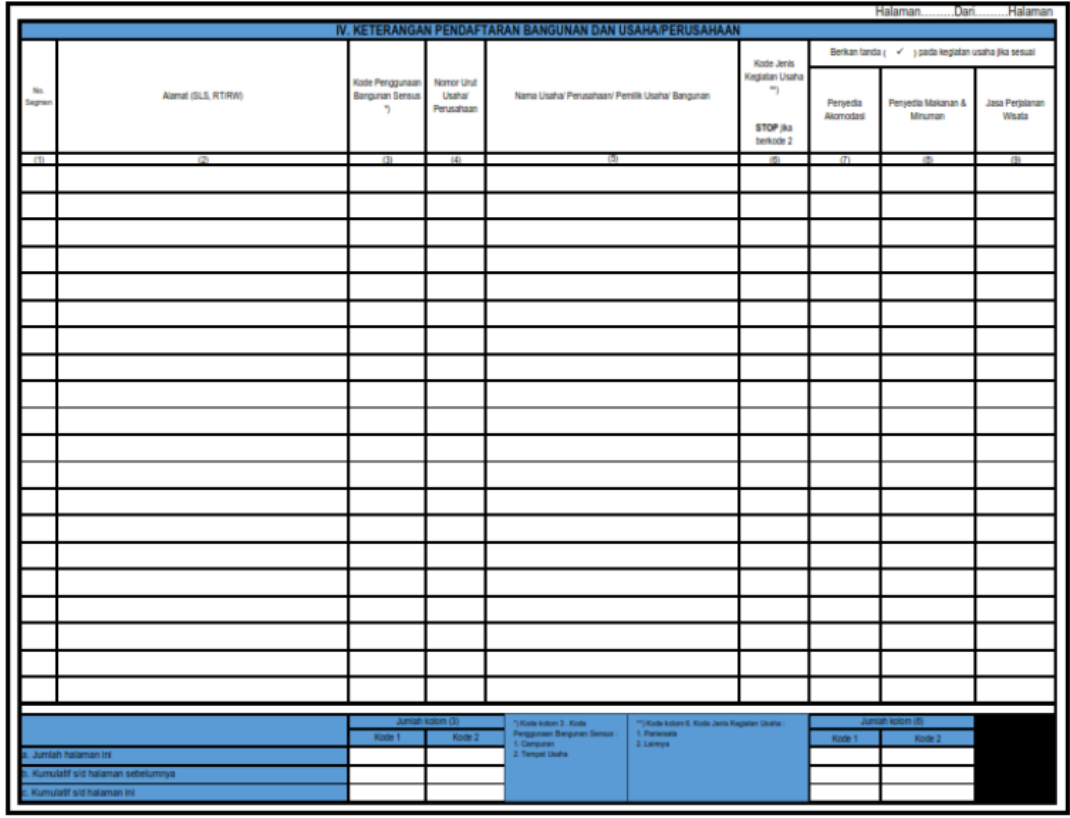 Halaman..........Dari..........Halaman
IV. KETERANGAN PENDAFTARAN BANGUNAN DAN USAHA/PERUSAHAAN
No. Segmen
Alamat (SLS, RT/RW)
Kode Penggunaan Bangunan Sensus *)
Nomor Urut Usaha/ Perusahaan
Nama Usaha/ Perusahaan/ Pemilik Usaha/ Bangunan
Kode Jenis Kegiatan Usaha **)
STOP jika berkode 2
Berikan tanda ( ✓ ) pada kegiatan usaha jika sesuai
Penyedia Akomodasi
Penyedia Makanan & Minuman
Jasa Perjalanan Wisata
(1) (2) (3) (4) (5) (6) (7) (8) (9)
Jumlah kolom (3)
Kode 1 Kode 2
*) Kode kolom 3 . Kode
Penggunaan Bangunan Sensus :
1. Campuran
2. Tempat Usaha
**) Kode kolom 6. Kode Jenis Kegiatan Usaha :
1. Pariwisata
2. Lainnya
Jumlah kolom (6)
Kode 1 Kode 2
a. Jumlah halaman ini
b. Kumulatif s/d halaman sebelumnya
c. Kumulatif s/d halaman ini